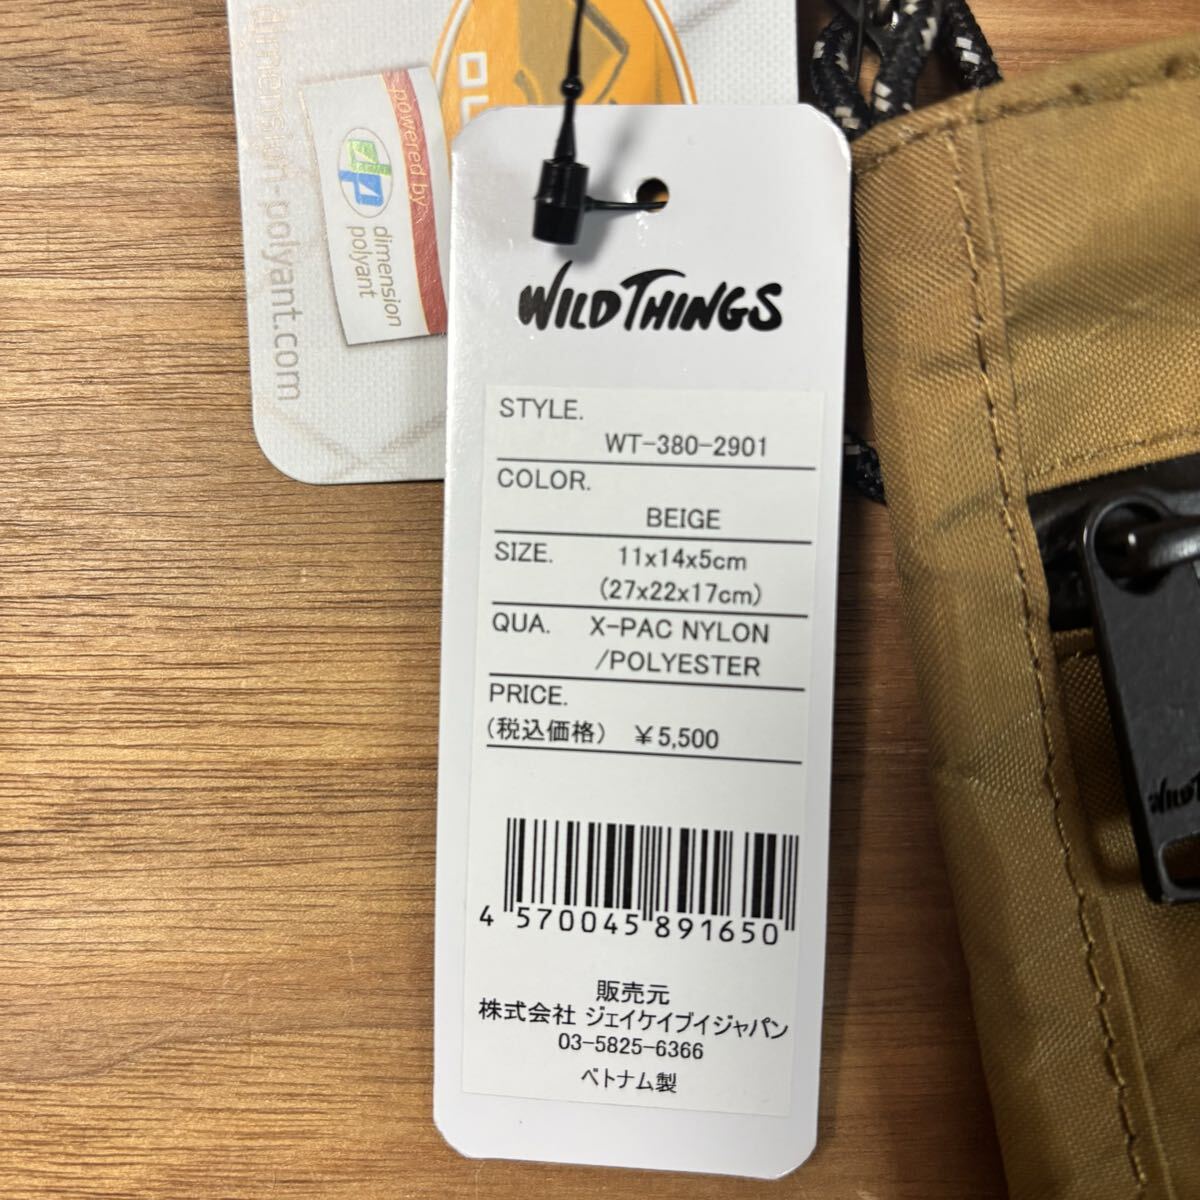 powered by
dimension
polyant
dimension-polyant.com
WILD THINGS
STYLE.
WT-380-2901
COLOR.
BEIGE
SIZE. 11x14x5cm
(27x22x17cm)
QUA. X-PAC NYLON
/POLYESTER
PRICE.
(税込価格) ￥5,500
4 570045 891650
販売元
株式会社 ジェイケイブイジャパン
03-5825-6366
ベトナム製